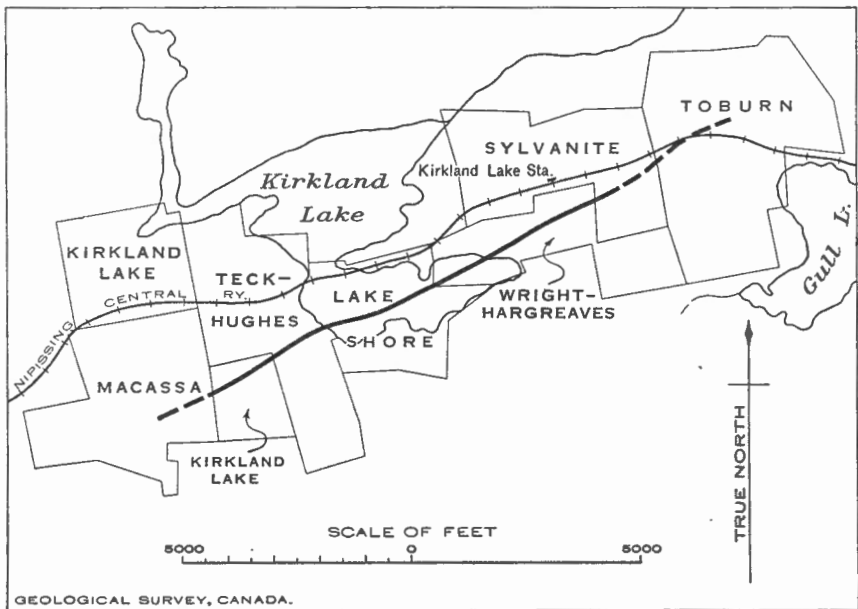 TOBURN
SYLVANITE
Kirkland Lake Sta.
Kirkland
Lake
Gull L.
KIRKLAND
LAKE
TECK-
HUGHES
NIPISSING CENTRAL RY.
LAKE
SHORE
WRIGHT-
HARGREAVES
MACASSA
KIRKLAND
LAKE
TRUE NORTH
SCALE OF FEET
5000 0 5000
GEOLOGICAL SURVEY, CANADA.